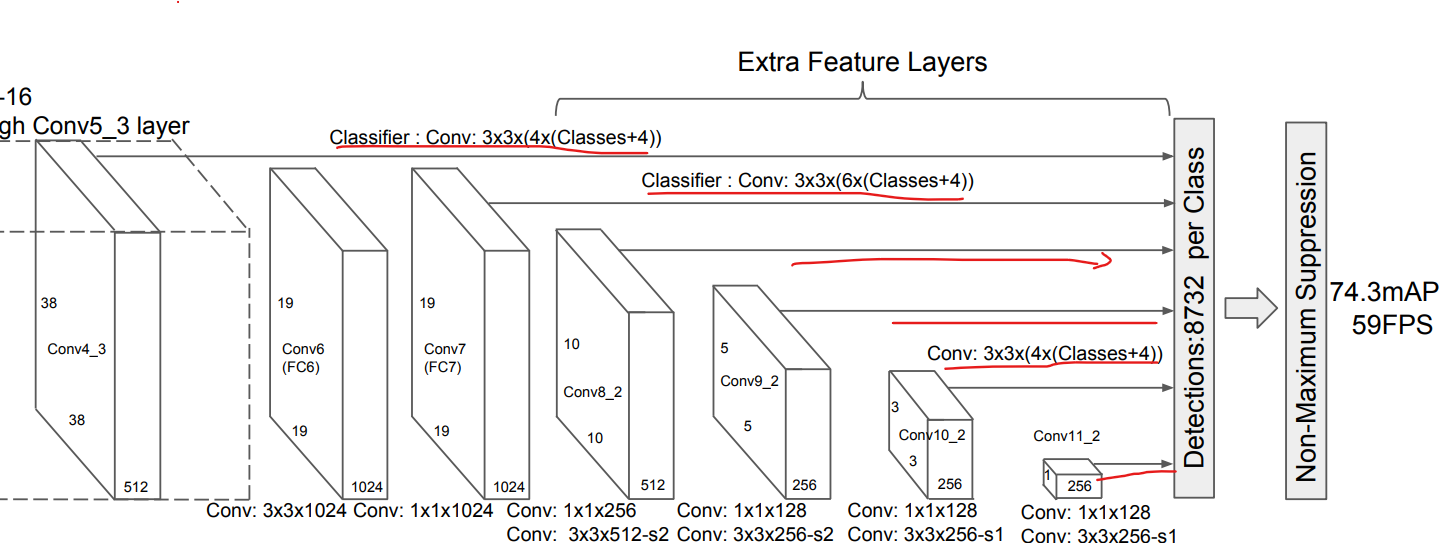 Extra Feature Layers
-16
gh Conv5_3 layer
Classifier : Conv: 3x3x(4x(Classes+4))
Classifier : Conv: 3x3x(6x(Classes+4))
38
Conv4_3
38
512
19
Conv6
(FC6)
19
1024
19
Conv7
(FC7)
19
1024
10
Conv8_2
10
512
5
Conv9_2
5
256
Conv: 3x3x(4x(Classes+4))
3
Conv10_2
3
256
Conv11_2
1
256
Detections:8732 per Class
Non-Maximum Suppression
74.3mAP
59FPS
Conv: 3x3x1024
Conv: 1x1x1024
Conv: 1x1x256
Conv: 3x3x512-s2
Conv: 1x1x128
Conv: 3x3x256-s2
Conv: 1x1x128
Conv: 3x3x256-s1
Conv: 1x1x128
Conv: 3x3x256-s1